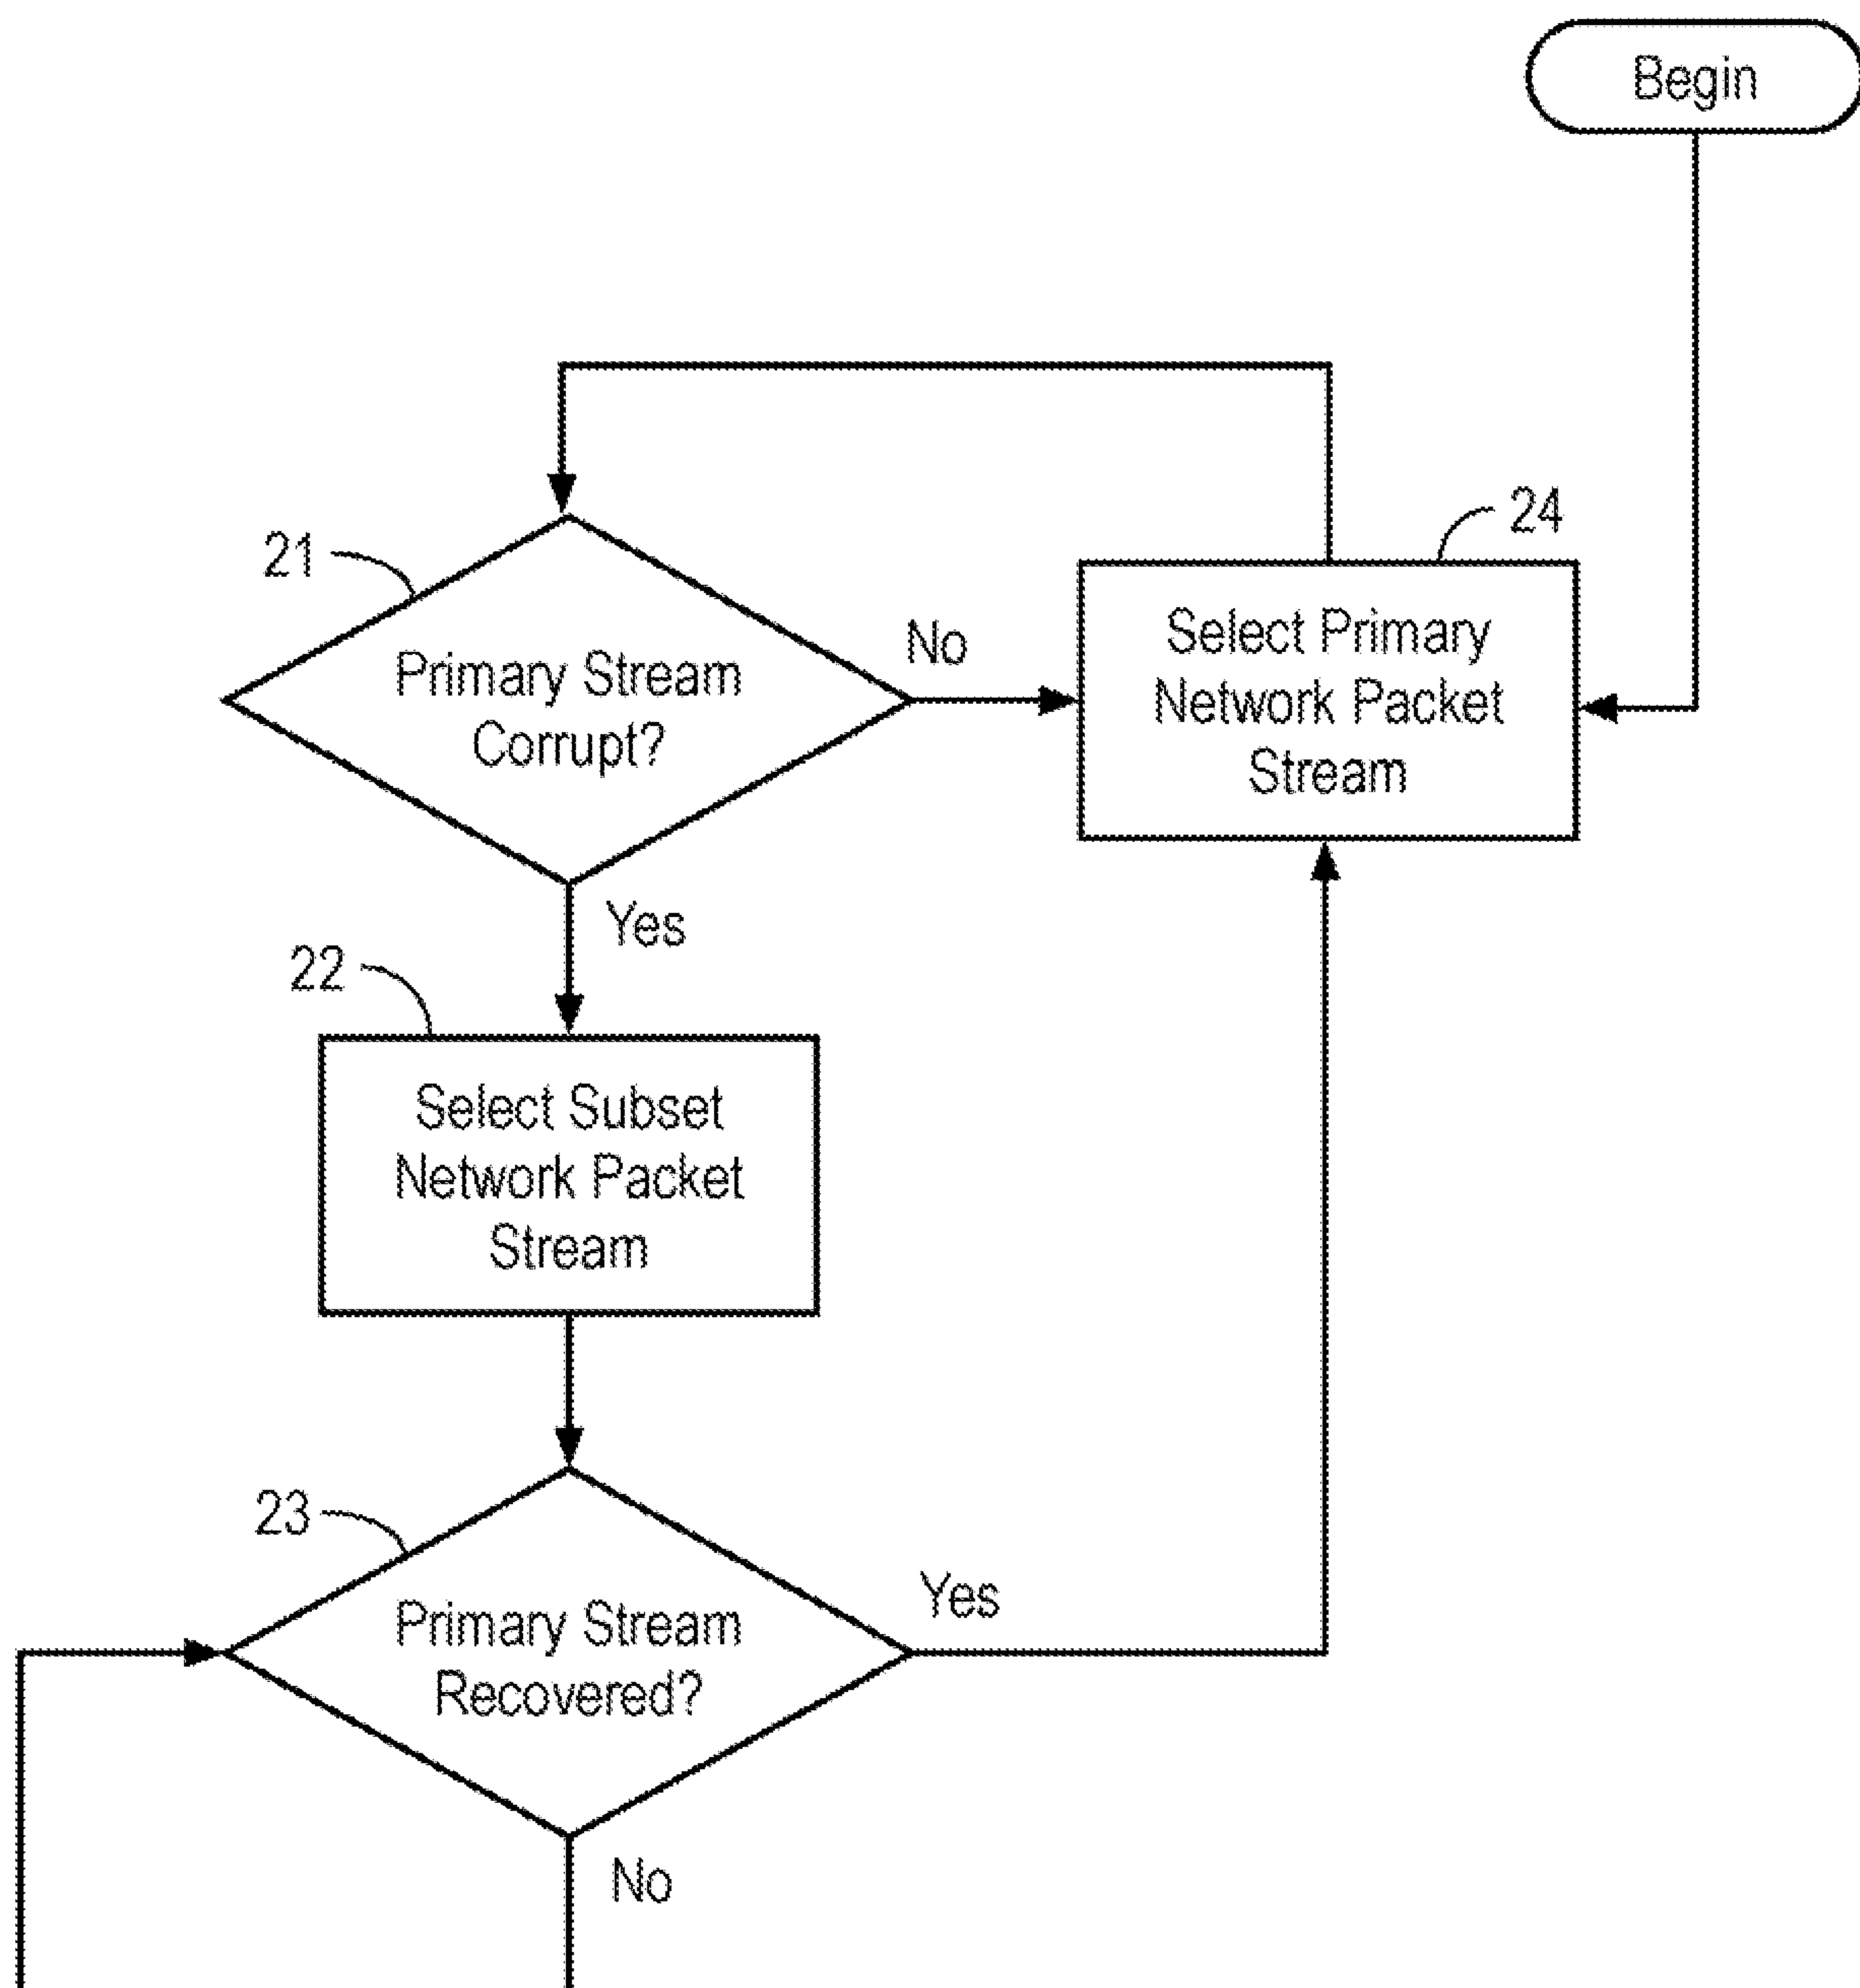 Begin
24
21
Primary Stream
Corrupt?
No
Select Primary
Network Packet
Stream
Yes
22
Select Subset
Network Packet
Stream
23
Primary Stream
Recovered?
Yes
No